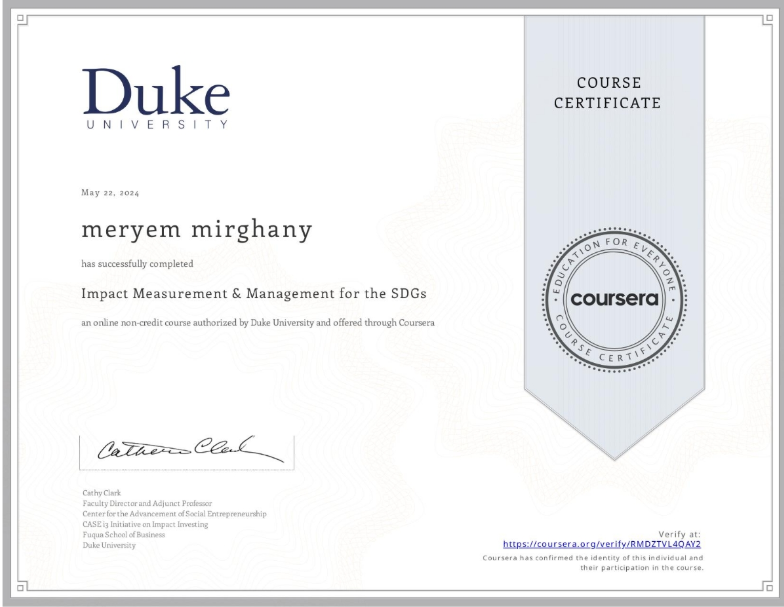 Duke
UNIVERSITY
COURSE
CERTIFICATE
May 22, 2024
meryem mirghany
has successfully completed
Impact Measurement & Management for the SDGs
an online non-credit course authorized by Duke University and offered through Coursera
EDUCATION FOR EVERYONE
coursera
COURSE CERTIFICATE
Catherine Clark
Cathy Clark
Faculty Director and Adjunct Professor
Center for the Advancement of Social Entrepreneurship
CASE i3 Initiative on Impact Investing
Fuqua School of Business
Duke University
Verify at:
https://coursera.org/verify/RMDZTVL4QAY2
Coursera has confirmed the identity of this individual and
their participation in the course.